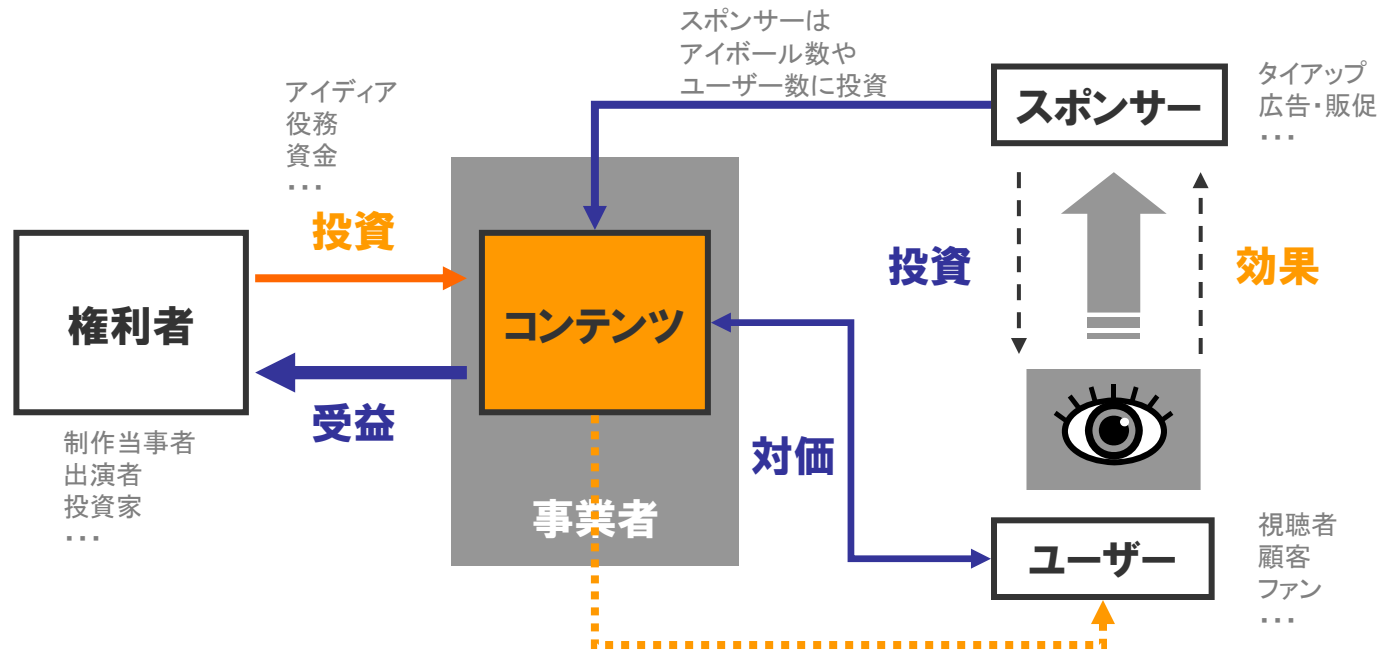 スポンサーは
アイボール数や
ユーザー数に投資
スポンサー
タイアップ
広告・販促
・・・
アイディア
役務
資金
・・・
投資
権利者
コンテンツ
投資
効果
受益
対価
制作当事者
出演者
投資家
・・・
事業者
ユーザー
視聴者
顧客
ファン
・・・